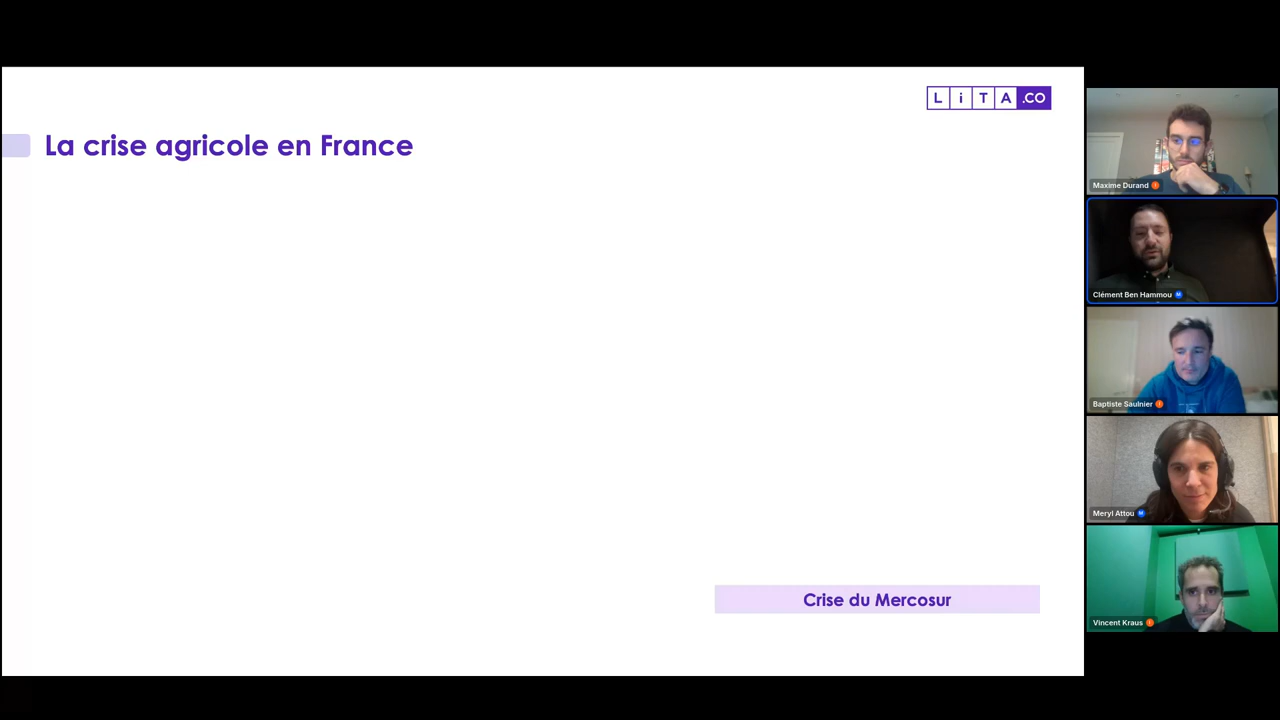 LiTA.CO
La crise agricole en France
Crise du Mercosur
Maxime Durand
Clément Ben Hammou
Baptiste Saulnier
Meryl Attou
Vincent Kraus